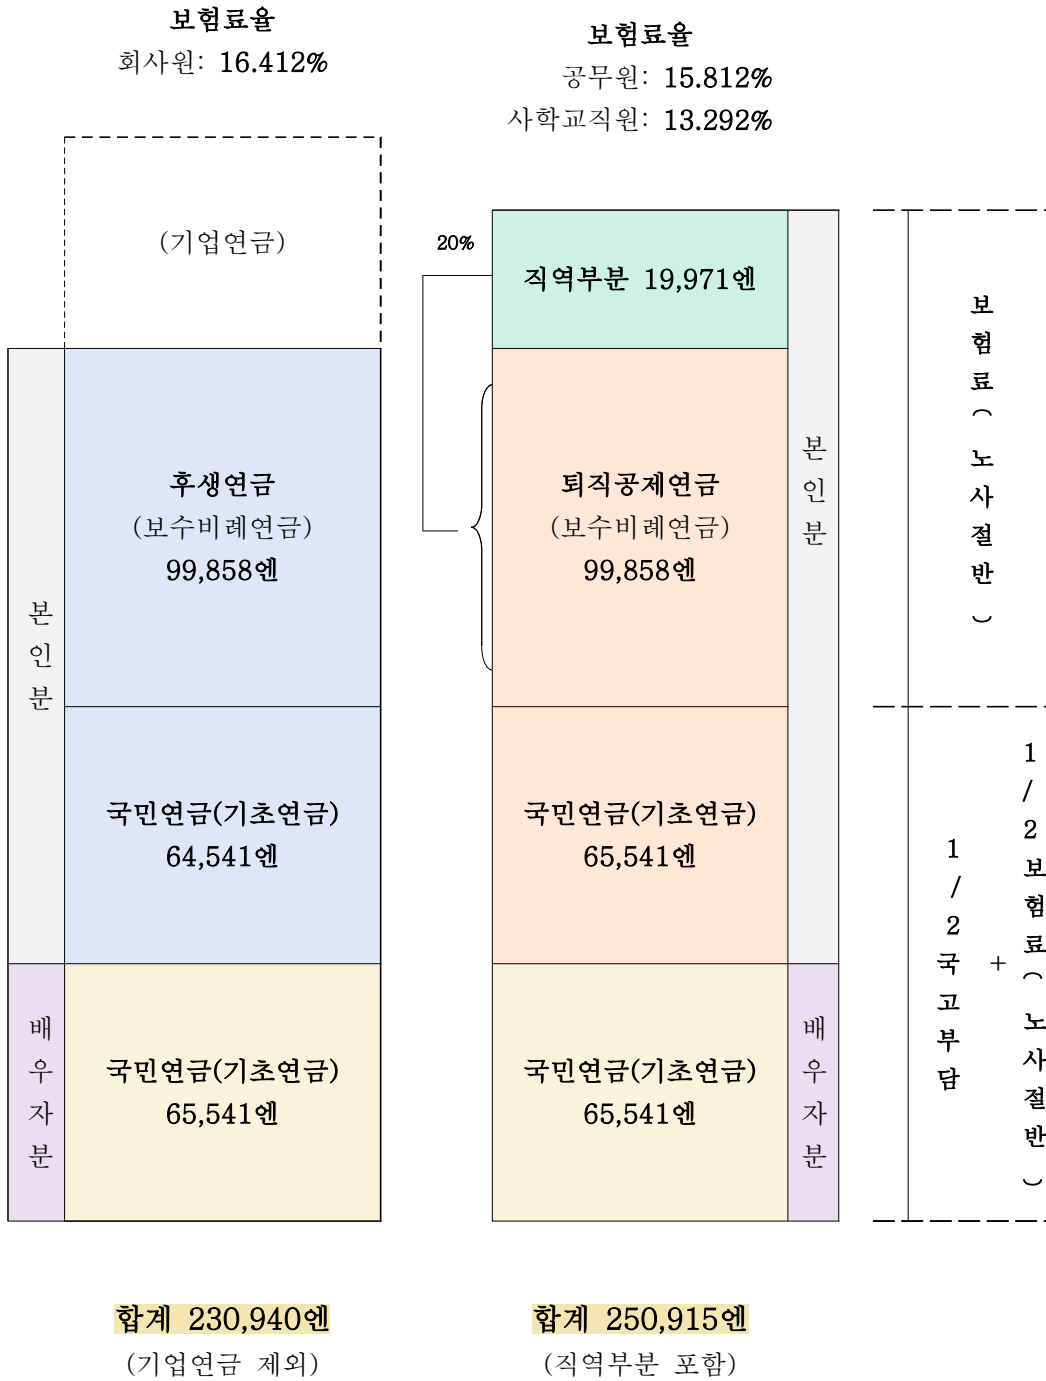 보험료율
회사원: 16.412%
(기업연금)
본인분
후생연금
(보수비례연금)
99,858엔
국민연금(기초연금)
64,541엔
배우자분
국민연금(기초연금)
65,541엔
합계 230,940엔
(기업연금 제외)
보험료율
공무원: 15.812%
사학교직원: 13.292%
20%
직역부분 19,971엔
퇴직공제연금
(보수비례연금)
99,858엔
본인분
국민연금(기초연금)
65,541엔
국민연금(기초연금)
65,541엔
배우자분
합계 250,915엔
(직역부분 포함)
보험료(노사절반)
1/2국고부담
+
1/2보험료(노사절반)